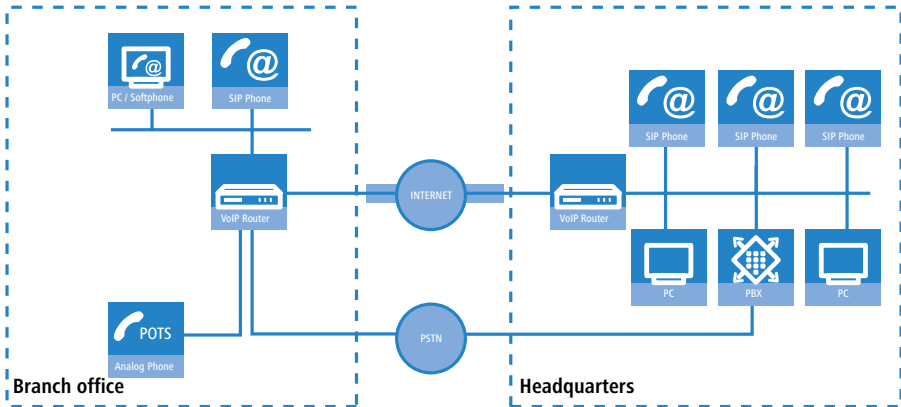 @
@
PC / Softphone
SIP Phone
@
@
@
SIP Phone
SIP Phone
SIP Phone
VoIP Router
INTERNET
VoIP Router
PC
PBX
PC
POTS
Analog Phone
PSTN
Branch office
Headquarters